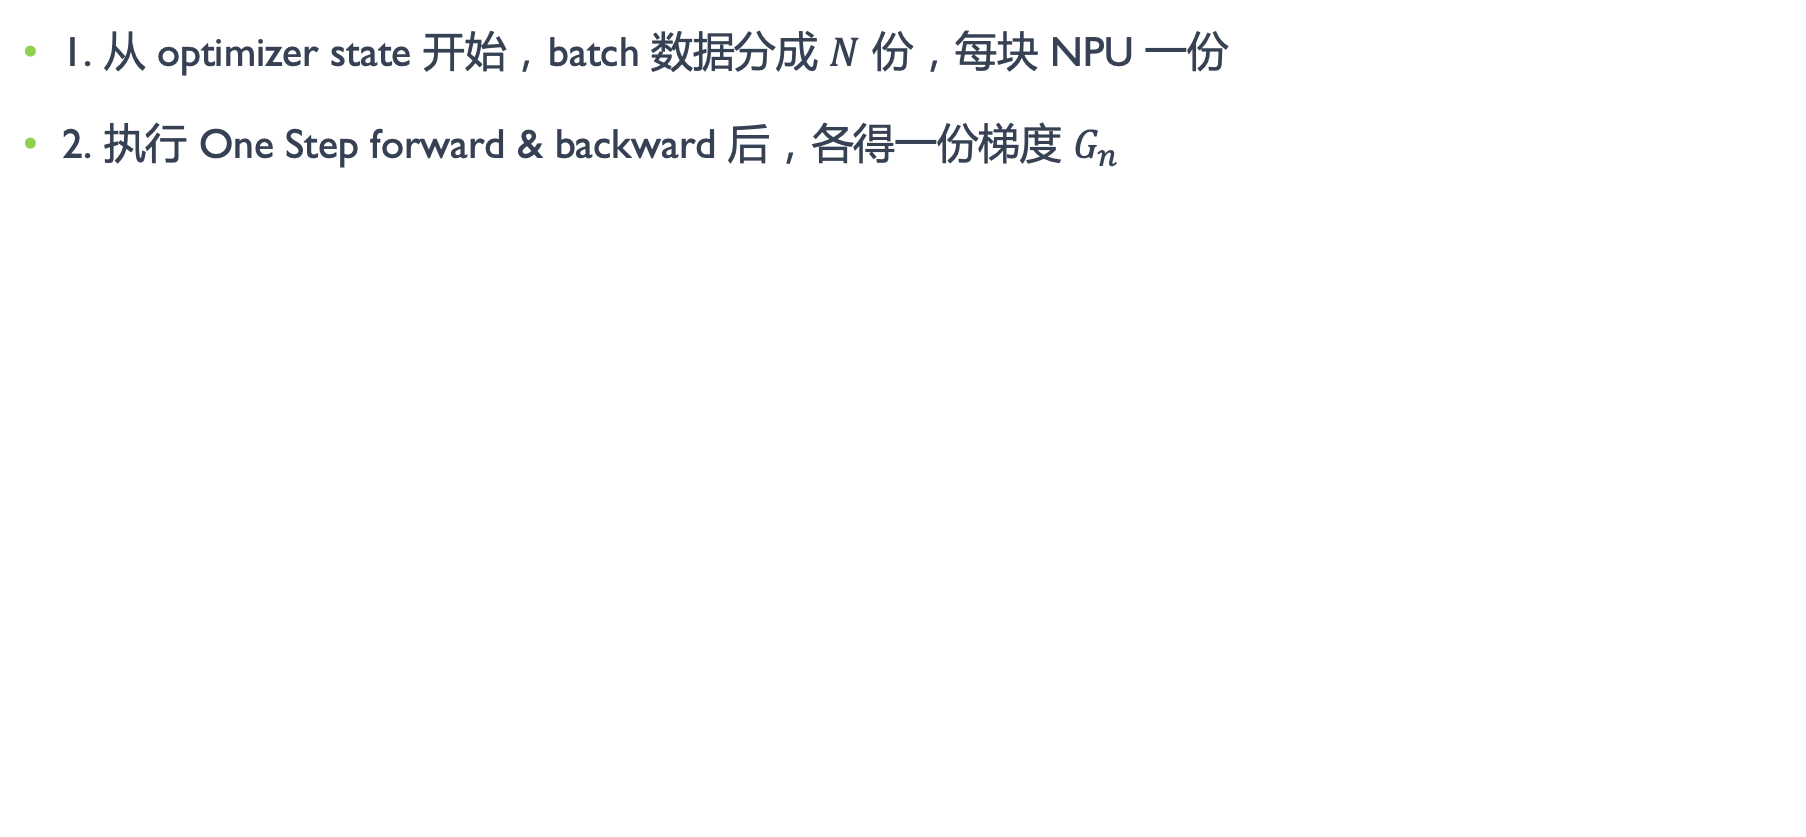 • 1. 从 optimizer state 开始，batch 数据分成 N 份，每块 NPU 一份
• 2. 执行 One Step forward & backward 后，各得一份梯度 Gₙ